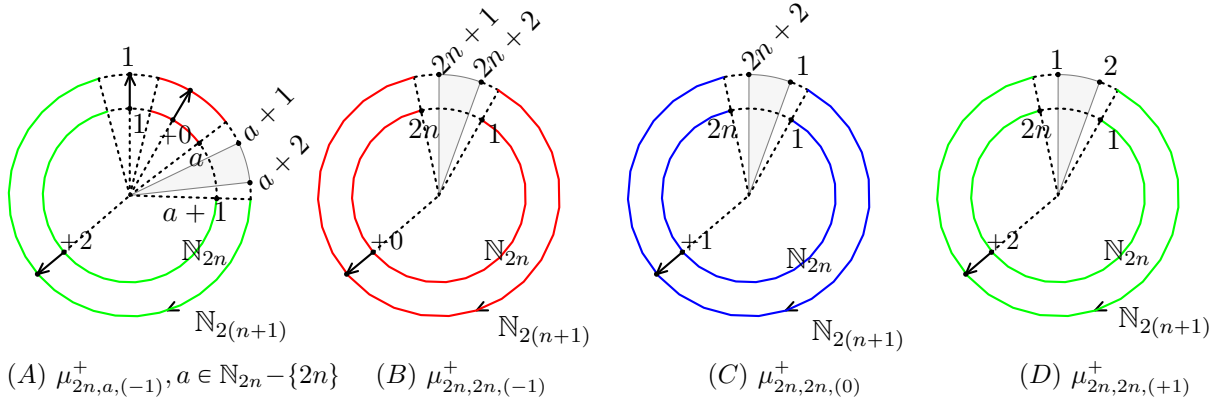 1
1
+0
a
a + 1
a + 2
a + 1
+2
ℕ_{2n}
ℕ_{2(n+1)}
(A) μ^+_{2n,a,(−1)}, a ∈ ℕ_{2n} − {2n}
2n + 1
2n + 2
2n
1
+0
ℕ_{2n}
ℕ_{2(n+1)}
(B) μ^+_{2n,2n,(−1)}
2n + 2
1
2n
1
+1
ℕ_{2n}
ℕ_{2(n+1)}
(C) μ^+_{2n,2n,(0)}
1
2
2n
1
+2
ℕ_{2n}
ℕ_{2(n+1)}
(D) μ^+_{2n,2n,(+1)}